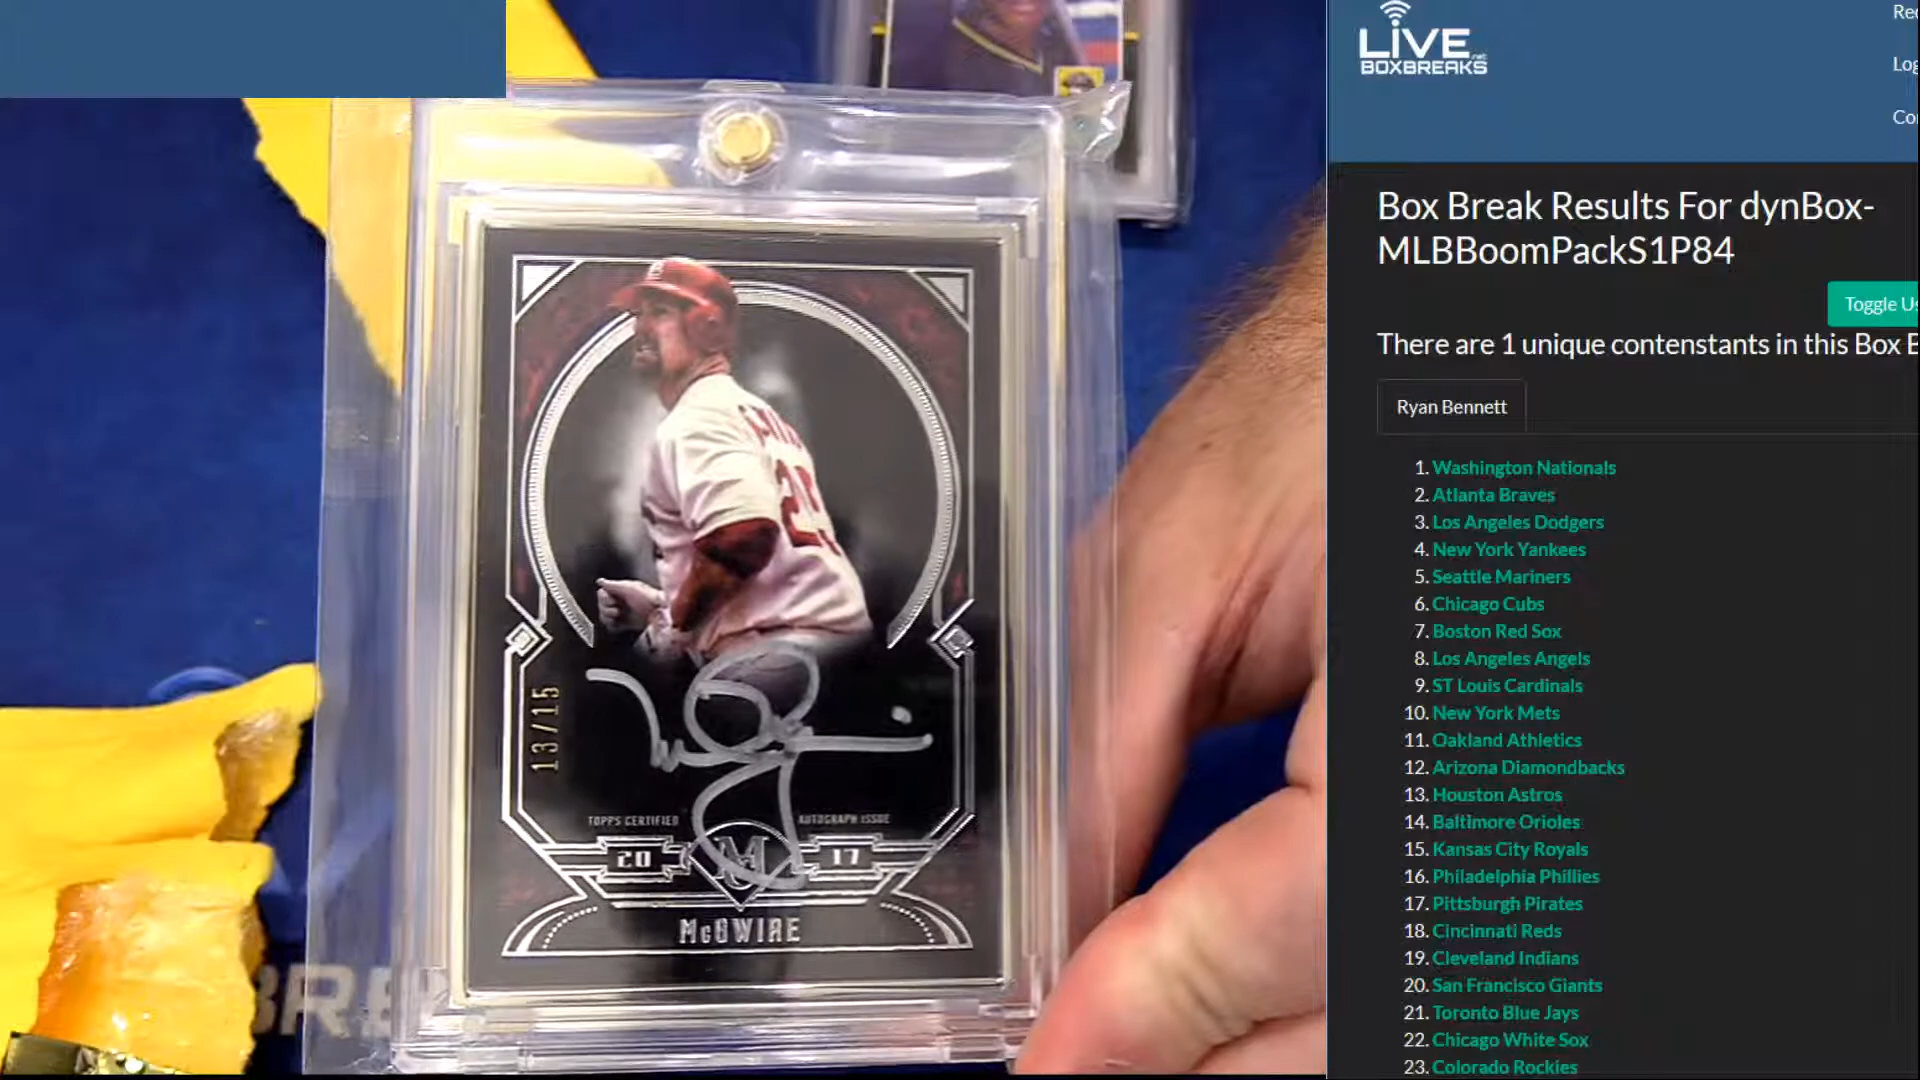 13/15
TOPPS CERTIFIED AUTOGRAPH ISSUE
20 M 17
McGWIRE
LIVE
.net
BOXBREAKS
Box Break Results For dynBox-
MLBBoomPackS1P84
Toggle Us
There are 1 unique contenstants in this Box B
Ryan Bennett
1. Washington Nationals
2. Atlanta Braves
3. Los Angeles Dodgers
4. New York Yankees
5. Seattle Mariners
6. Chicago Cubs
7. Boston Red Sox
8. Los Angeles Angels
9. ST Louis Cardinals
10. New York Mets
11. Oakland Athletics
12. Arizona Diamondbacks
13. Houston Astros
14. Baltimore Orioles
15. Kansas City Royals
16. Philadelphia Phillies
17. Pittsburgh Pirates
18. Cincinnati Reds
19. Cleveland Indians
20. San Francisco Giants
21. Toronto Blue Jays
22. Chicago White Sox
23. Colorado Rockies